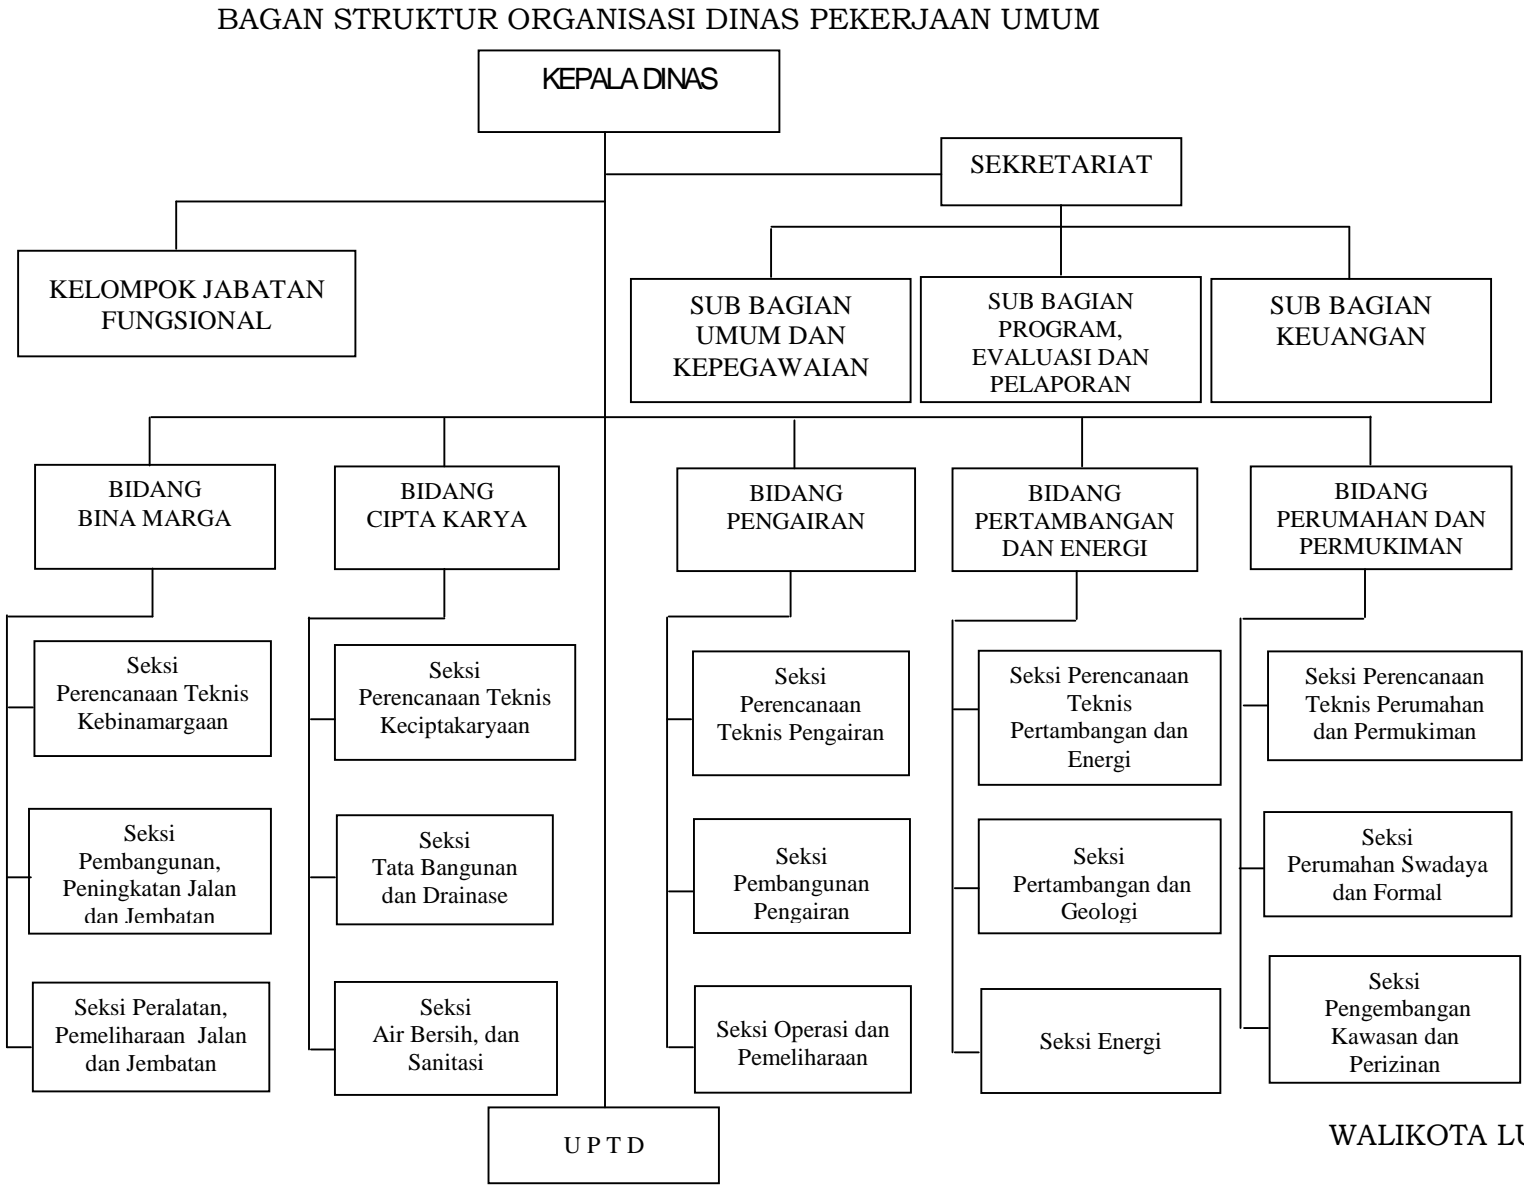 BAGAN STRUKTUR ORGANISASI DINAS PEKERJAAN UMUM
KEPALA DINAS
SEKRETARIAT
KELOMPOK JABATAN
FUNGSIONAL
SUB BAGIAN
UMUM DAN
KEPEGAWAIAN
SUB BAGIAN
PROGRAM,
EVALUASI DAN
PELAPORAN
SUB BAGIAN
KEUANGAN
BIDANG
BINA MARGA
BIDANG
CIPTA KARYA
BIDANG
PENGAIRAN
BIDANG
PERTAMBANGAN
DAN ENERGI
BIDANG
PERUMAHAN DAN
PERMUKIMAN
Seksi
Perencanaan Teknis
Kebinamargaan
Seksi
Perencanaan Teknis
Keciptakaryaan
Seksi
Perencanaan
Teknis Pengairan
Seksi Perencanaan
Teknis
Pertambangan dan
Energi
Seksi Perencanaan
Teknis Perumahan
dan Permukiman
Seksi
Pembangunan,
Peningkatan Jalan
dan Jembatan
Seksi
Tata Bangunan
dan Drainase
Seksi
Pembangunan
Pengairan
Seksi
Pertambangan dan
Geologi
Seksi
Perumahan Swadaya
dan Formal
Seksi Peralatan,
Pemeliharaan Jalan
dan Jembatan
Seksi
Air Bersih, dan
Sanitasi
Seksi Operasi dan
Pemeliharaan
Seksi Energi
Seksi
Pengembangan
Kawasan dan
Perizinan
U P T D
WALIKOTA